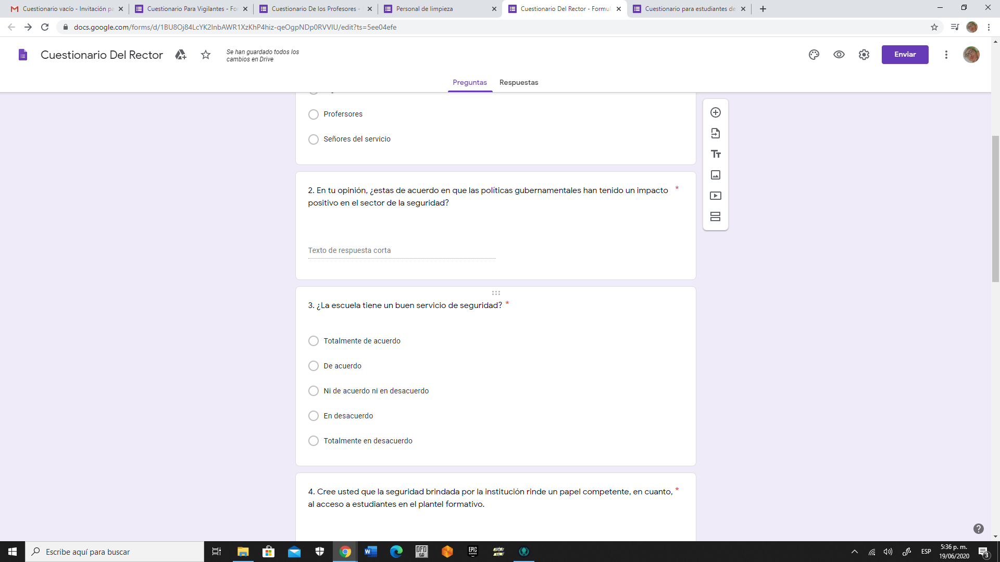 Cuestionario vacío - Invitación pa
Cuestionario Para Vigilantes - For
Cuestionario De los Profesores -
Personal de limpieza
Cuestionario Del Rector - Formul
Cuestionario para estudiantes de
docs.google.com/forms/d/1BU8Oj84LcYK2InbAWR1XzKhP4hiz-qeOgpNDp0RVVlU/edit?ts=5ee04efe
Cuestionario Del Rector
Se han guardado todos los
cambios en Drive
Enviar
Preguntas
Respuestas
Profersores
Señores del servicio
2. En tu opinión, ¿estas de acuerdo en que las políticas gubernamentales han tenido un impacto *
positivo en el sector de la seguridad?
Texto de respuesta corta
3. ¿La escuela tiene un buen servicio de seguridad? *
Totalmente de acuerdo
De acuerdo
Ni de acuerdo ni en desacuerdo
En desacuerdo
Totalmente en desacuerdo
4. Cree usted que la seguridad brindada por la institución rinde un papel competente, en cuanto, *
al acceso a estudiantes en el plantel formativo.
Escribe aquí para buscar
EPIC
GAMES
ESP
5:36 p. m.
19/06/2020
3